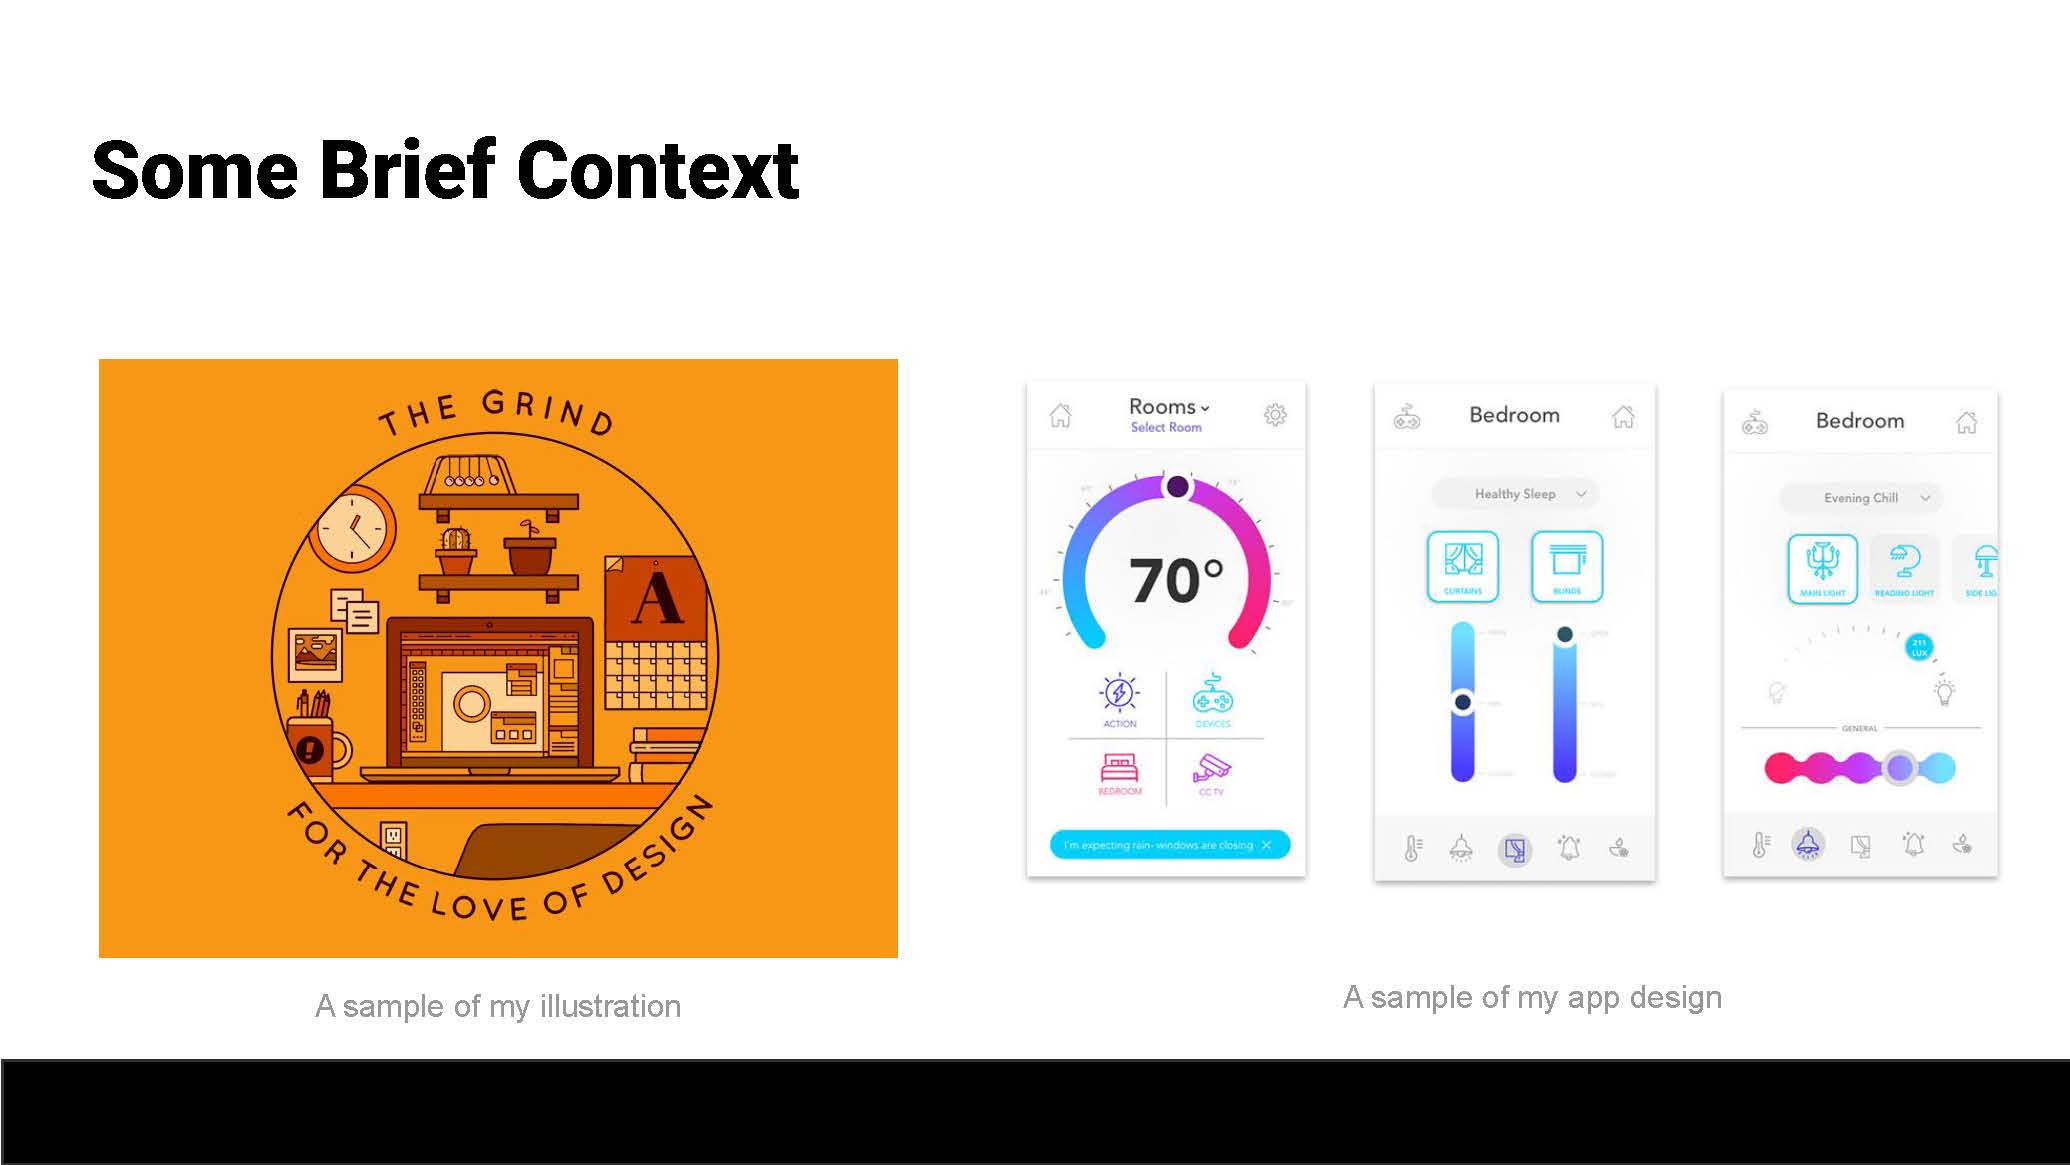 Some Brief Context
THE GRIND
A
FOR THE LOVE OF DESIGN
A sample of my illustration
Rooms
Select Room
70°
ACTION
DEVICES
BEDROOM
CCTV
I'm expecting rain- windows are closing
Bedroom
Healthy Sleep
CURTAINS
BLINDS
Bedroom
Evening Chill
MAIN LIGHT
READING LIGHT
SIDE LIG
211
LUX
GENERAL
A sample of my app design